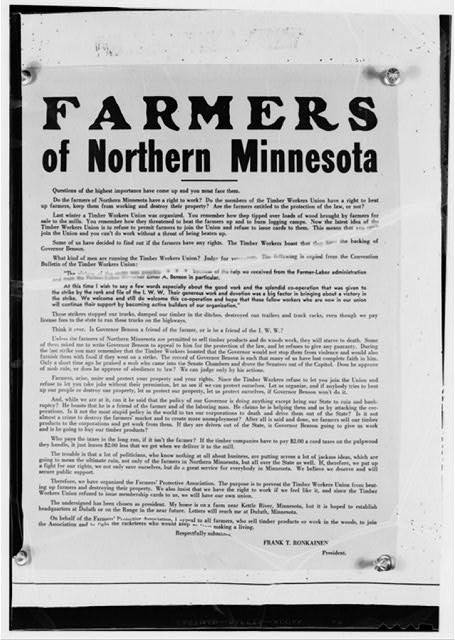 FARMERS
of Northern Minnesota
Questions of the highest importance have come up and you must face them.
Do the farmers of Northern Minnesota have a right to work? Do the members of the Timber Workers Union have a right to beat
up farmers, keep them from working and destroy their property? Are the farmers entitled to the protection of the law, or not?
Last winter a Timber Workers Union was organized. You remember how they tipped over loads of wood brought by farmers for
sale to the mills. You remember how they threatened to beat farmers up and to burn logging camps. Now the latest idea of the
Timber Workers Union is to refuse to permit farmers to join the Union and refuse to issue cards to them. This means that you
join the Union and you can't do work without a threat of being beaten up.
Some of us have decided to find out if the farmers have any rights. The Timber Workers boast that they have the backing of
Governor Benson.
What kind of men are running the Timber Workers Union? Judge for The following is copied from the Convention
Bulletin of the Timber Workers Union:
"The of the help we received from the Farmer-Labor administration
Elmer A. Benson in particular.
At this time I wish to say a few words especially about the good work and the splendid co-operation that was given to
the strike by the rank and file of the I. W. W. Their generous work and devotion was a big factor in bringing about a victory in
the strike. We welcome and still do welcome this co-operation and hope that those fellow workers who are now in our union
will continue their support by becoming active builders of our organization."
Those strikers stopped our trucks, dumped our timber in the ditches, destroyed our trailers and truck racks, even though we pay
license fees to the state to run these trucks on the highways.
Think it over. Is Governor Benson a friend of the farmer, or is he a friend of the I. W. W.?
Unless the farmers of Northern Minnesota are permitted to sell timber products and do woods work, they will starve to death. Some
of them asked me to write Governor Benson to appeal to him for the protection of the law, and he refuses to give any guaranty. During
the last strike you may remember that the Timber Workers boasted that the Governor would not stop them from violence and would also
furnish them with food if they went on a strike. The record of Governor Benson is such that many of us have lost complete faith in him.
Only a short time ago he praised a mob who came into the Senate Chambers and drove the Senators out of the Capitol. Does he approve
of mob rule, or does he approve of obedience to law? We can judge only by his actions.
Farmers, arise, unite and protect your property and your rights. Since the Timber Workers refuse to let you join the Union and
refuse to let you take jobs without their permission, let us see if we can protect ourselves. Let us organize, and if anybody tries to beat
up our people or destroy our property, let us protect our property, let us protect ourselves, if Governor Benson won't do it.
And, while we are at it, can it be said that the policy of our Governor is doing anything except bring our State to ruin and bank-
ruptcy? He boasts that he is a friend of the farmer and of the laboring man. He claims he is helping them and us by attacking the cor-
porations. Is it not the most stupid policy in the world to tax our corporations to death and drive them out of the State? Is it not
almost a crime to destroy the farmers' market and to create more unemployment? After all is said and done, we farmers sell our timber
products to the corporations and get work from them. If they are driven out of the State, is Governor Benson going to give us work
and is he going to buy our timber products?
Who pays the taxes in the long run, if it isn't the farmer? If the timber companies have to pay $2.00 a cord taxes on the pulpwood
they handle, it just leaves $2.00 less that we get when we deliver it to the mill.
The trouble is that a lot of politicians, who know nothing at all about business, are putting across a lot of jackass ideas, which are
going to mean the ultimate ruin, not only of the farmers in Northern Minnesota, but all over the State as well. If, therefore, we put up
a fight for our rights, we not only save ourselves, but do a great service for everybody in Minnesota. We believe we deserve and will
secure public support.
Therefore, we have organized the Farmers' Protective Association. The purpose is to prevent the Timber Workers Union from beat-
ing up farmers and destroying their property. We also insist that we have the right to work if we feel like it, and since the Timber
Workers Union refused to issue membership cards to us, we will have our own union.
The undersigned has been chosen as president. My home is on a farm near Kettle River, Minnesota, but it is hoped to establish
headquarters at Duluth or on the Range in the near future. Letters will reach me at Duluth, Minnesota.
On behalf of the Farmers' Protective Association, I appeal to all farmers, who sell timber products or work in the woods, to join
the Association and to fight the racketeers who would keep making a living.
Respectfully submitted,
FRANK T. RONKAINEN
President.